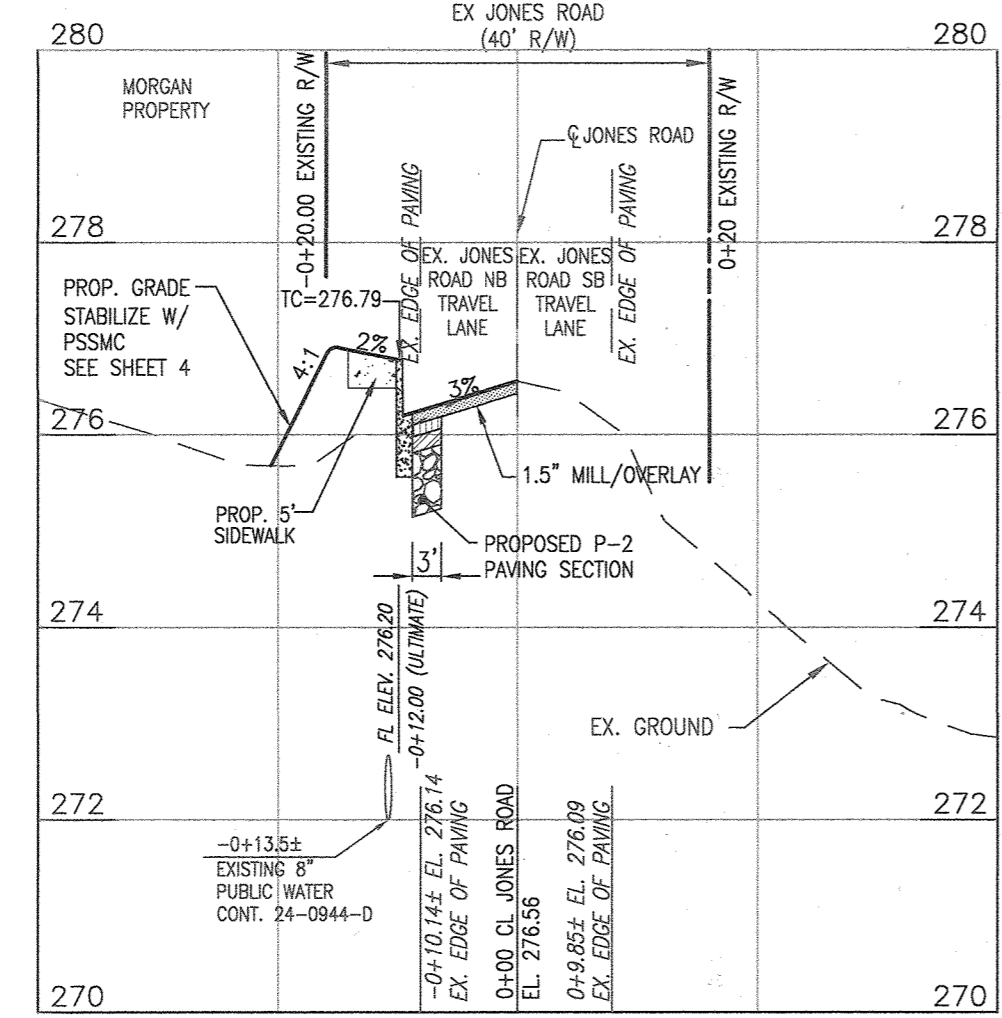 EX JONES ROAD
(40' R/W)
280
280
MORGAN
PROPERTY
-0+20.00 EXISTING R/W
℄ JONES ROAD
0+20 EXISTING R/W
EX. EDGE OF PAVING
EX. EDGE OF PAVING
278
278
EX. JONES
ROAD NB
TRAVEL
LANE
EX. JONES
ROAD SB
TRAVEL
LANE
PROP. GRADE
STABILIZE W/
PSSMC
SEE SHEET 4
TC=276.79
4:1
2%
3%
276
276
1.5" MILL/OVERLAY
PROP. 5'
SIDEWALK
PROPOSED P-2
PAVING SECTION
3'
274
274
FL ELEV. 276.20
-0+12.00 (ULTIMATE)
EX. GROUND
272
272
-0+13.5±
EXISTING 8"
PUBLIC WATER
CONT. 24-0944-D
-0+10.14± EL. 276.14
EX. EDGE OF PAVING
0+00 CL JONES ROAD
EL. 276.56
0+9.85± EL. 276.09
EX. EDGE OF PAVING
270
270